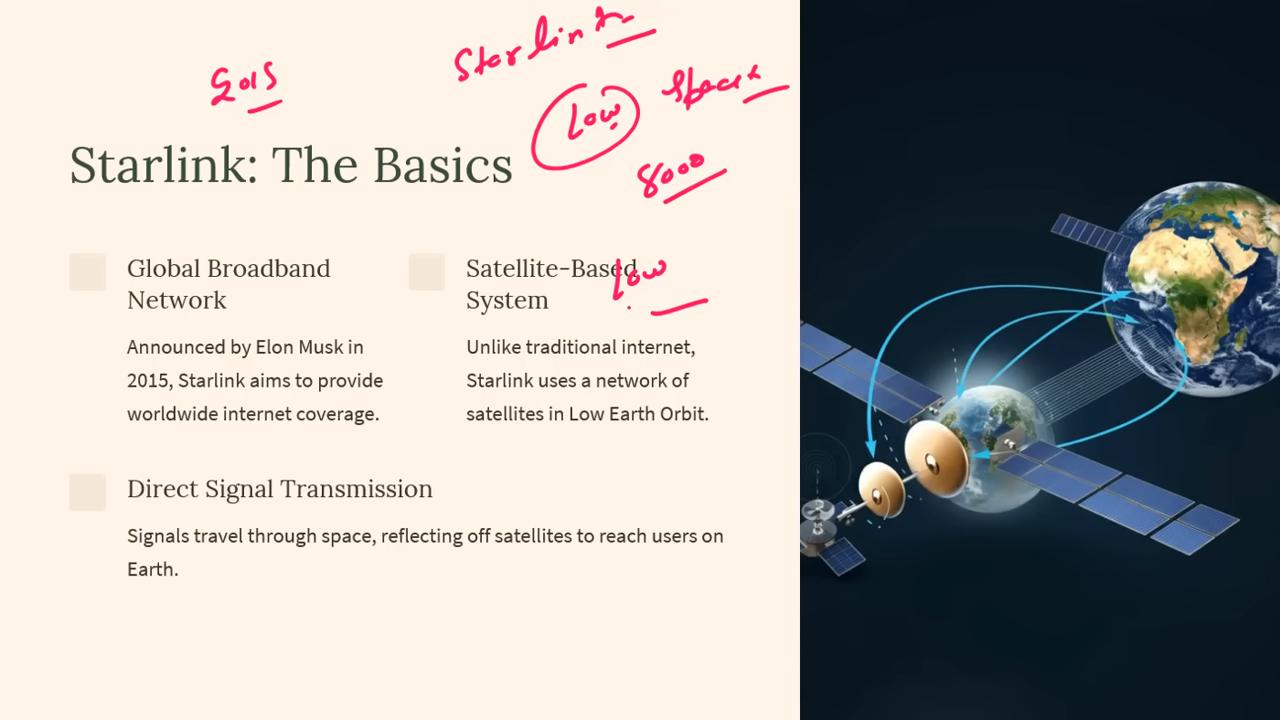 Starlink
2015
Low
SpaceX
8000
Starlink: The Basics
Global Broadband
Network
Announced by Elon Musk in
2015, Starlink aims to provide
worldwide internet coverage.
Satellite-Based
System
Low
Unlike traditional internet,
Starlink uses a network of
satellites in Low Earth Orbit.
Direct Signal Transmission
Signals travel through space, reflecting off satellites to reach users on
Earth.